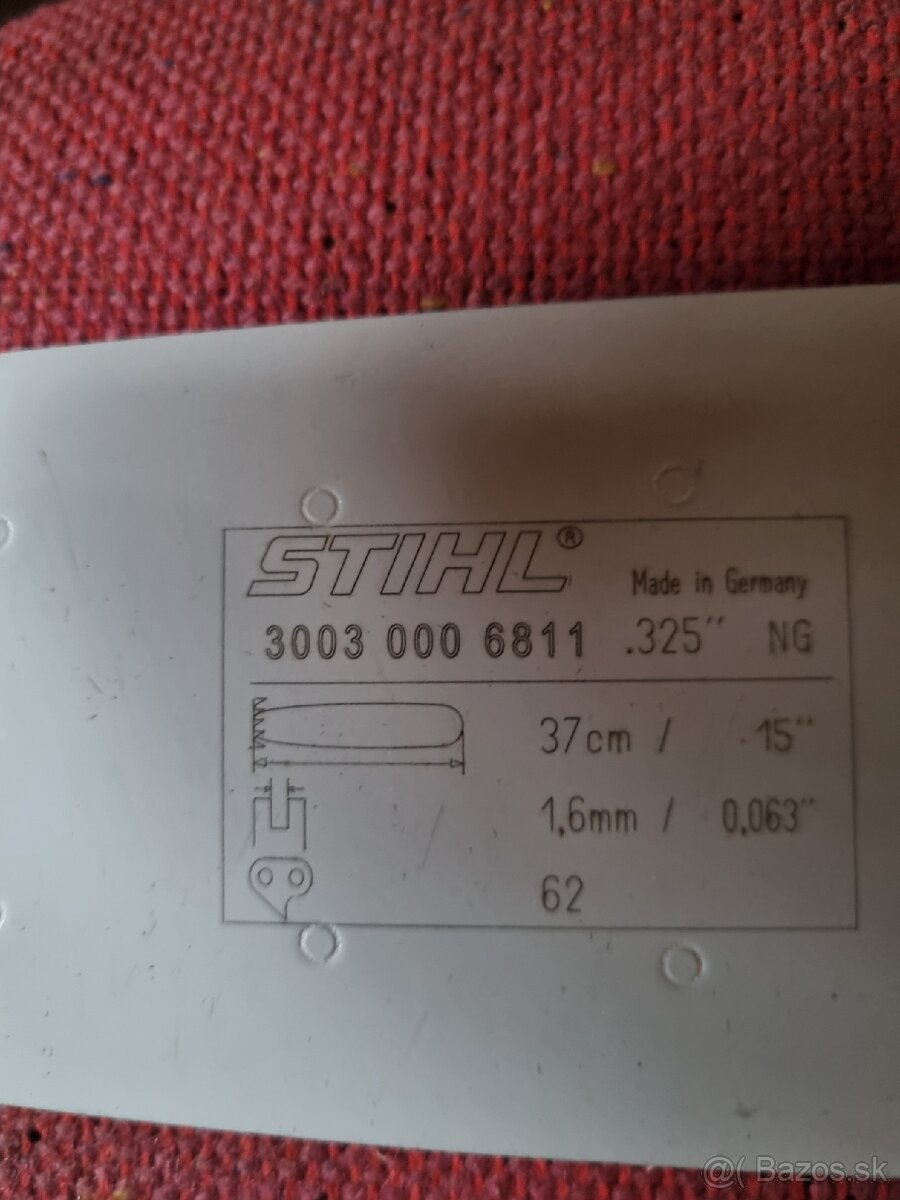 STIHL®
Made in Germany
3003 000 6811 .325" NG
37cm / 15"
1,6mm / 0,063"
62
@( Bazos.sk